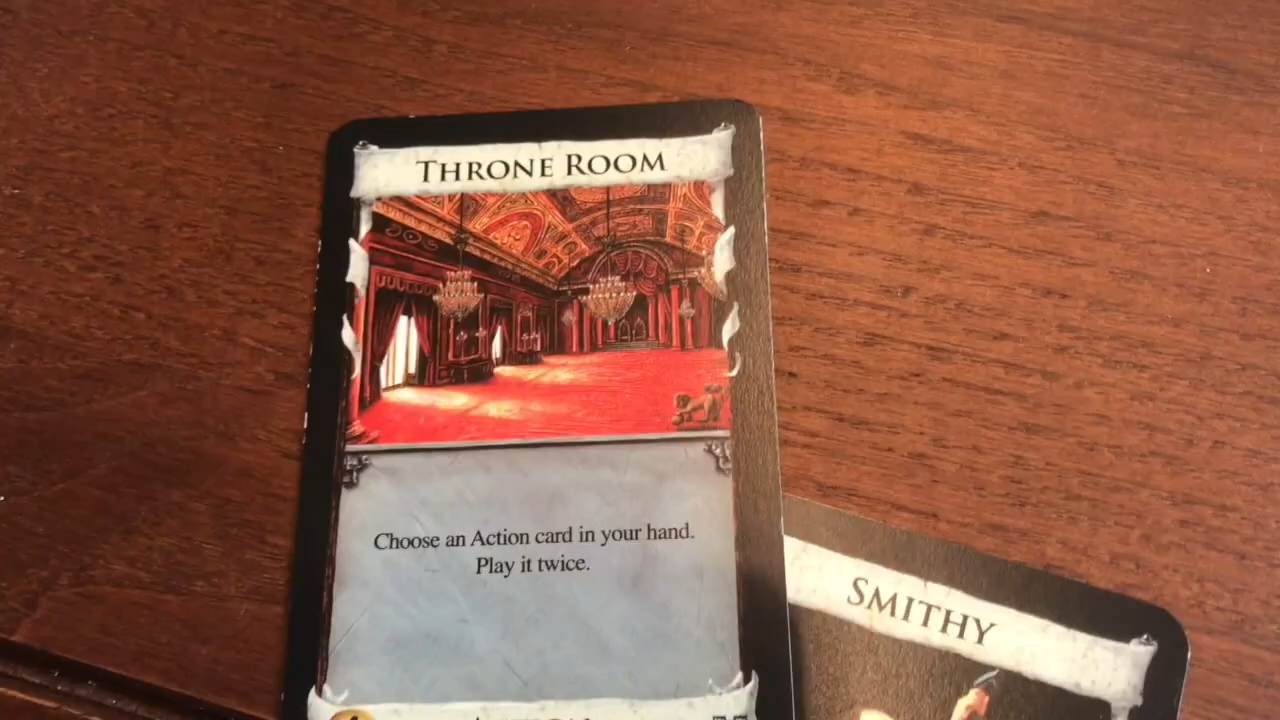 THRONE ROOM
Choose an Action card in your hand.
Play it twice.
SMITHY